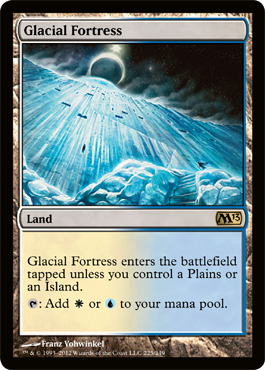 Glacial Fortress
Land
M13
Glacial Fortress enters the battlefield
tapped unless you control a Plains or
an Island.
: Add or to your mana pool.
Franz Vohwinkel
™ & © 1993–2012 Wizards of the Coast LLC 225/249